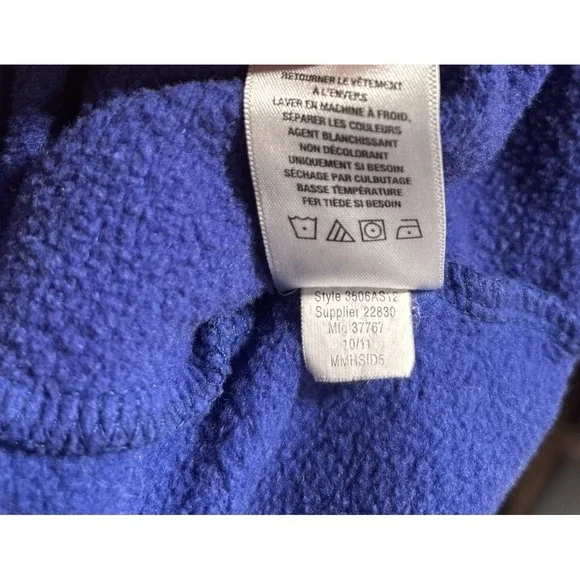 RETOURNER LE VÊTEMENT
À L'ENVERS
LAVER EN MACHINE À FROID,
SÉPARER LES COULEURS
AGENT BLANCHISSANT
NON DÉCOLORANT
UNIQUEMENT SI BESOIN
SÉCHAGE PAR CULBUTAGE
BASSE TEMPÉRATURE
FER TIÈDE SI BESOIN
Style 3506AS12
Supplier 22630
Mfg 37767
10/11
MMHSID5